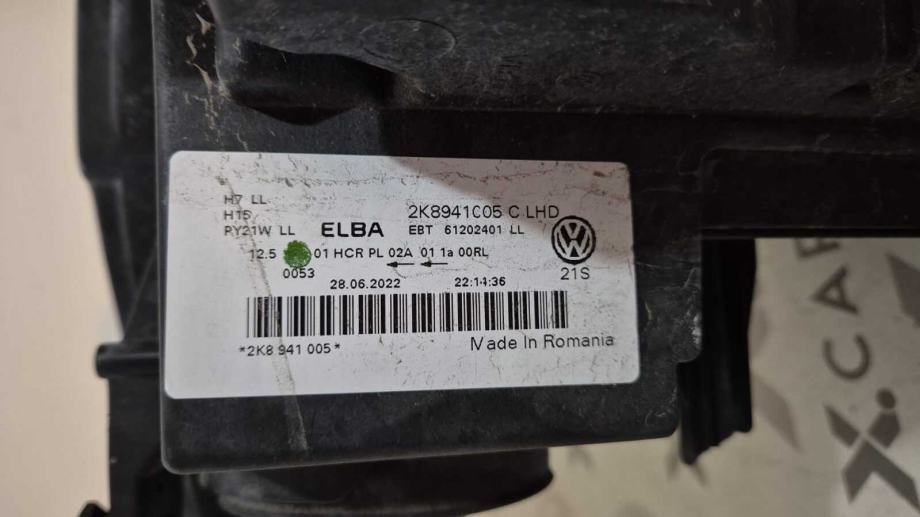 H7 LL
H15
PY21W LL ELBA
2K8941005 C LHD
EBT 61202401 LL
12.5 01 HCR PL 02A 01 1a 00RL
0053
21S
28.06.2022 22:14:36
*2K8 941 005*
Made In Romania
X.CAR